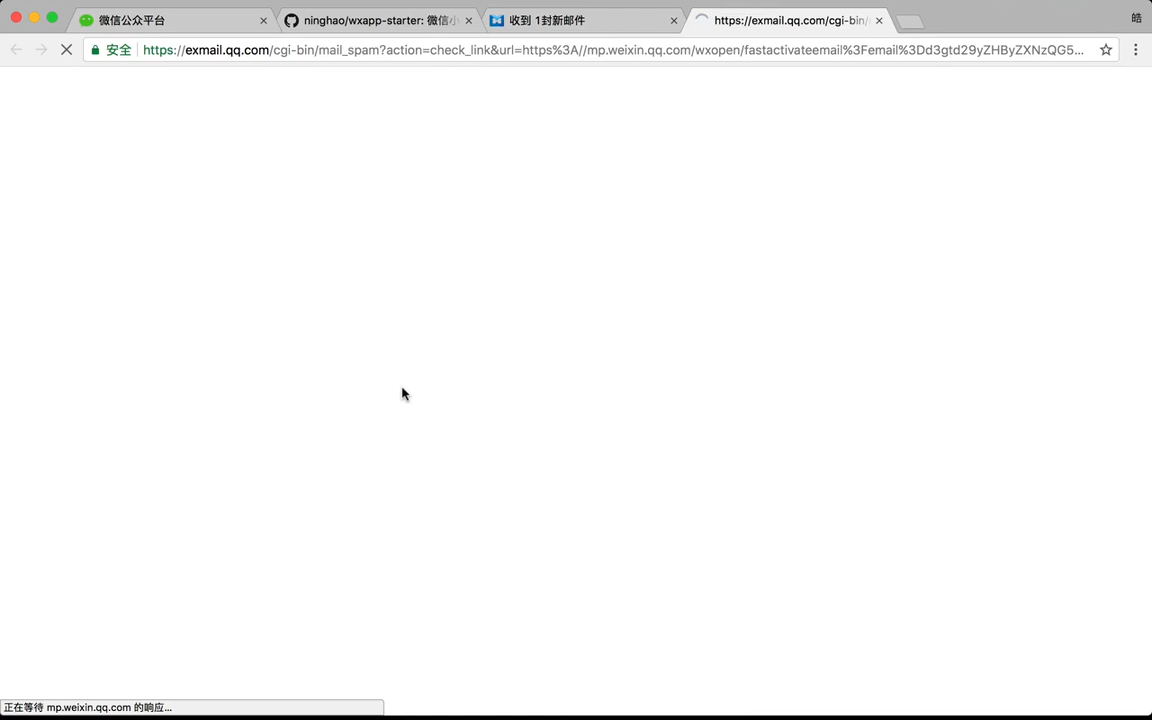 微信公众平台
ninghao/wxapp-starter: 微信小
收到 1封新邮件
https://exmail.qq.com/cgi-bin/
皓
安全 https://exmail.qq.com/cgi-bin/mail_spam?action=check_link&url=https%3A//mp.weixin.qq.com/wxopen/fastactivateemail%3Femail%3Dd3gtd29yZHByZXNzQG5...
正在等待 mp.weixin.qq.com 的响应...